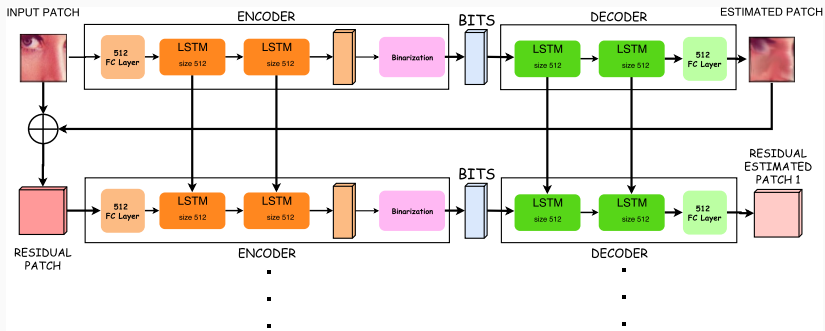 INPUT PATCH
ENCODER
BITS
DECODER
ESTIMATED PATCH
512
FC Layer
LSTM
size 512
LSTM
size 512
Binarization
LSTM
size 512
LSTM
size 512
512
FC Layer
BITS
RESIDUAL
ESTIMATED
PATCH 1
512
FC Layer
LSTM
size 512
LSTM
size 512
Binarization
LSTM
size 512
LSTM
size 512
512
FC Layer
RESIDUAL
PATCH
ENCODER
DECODER